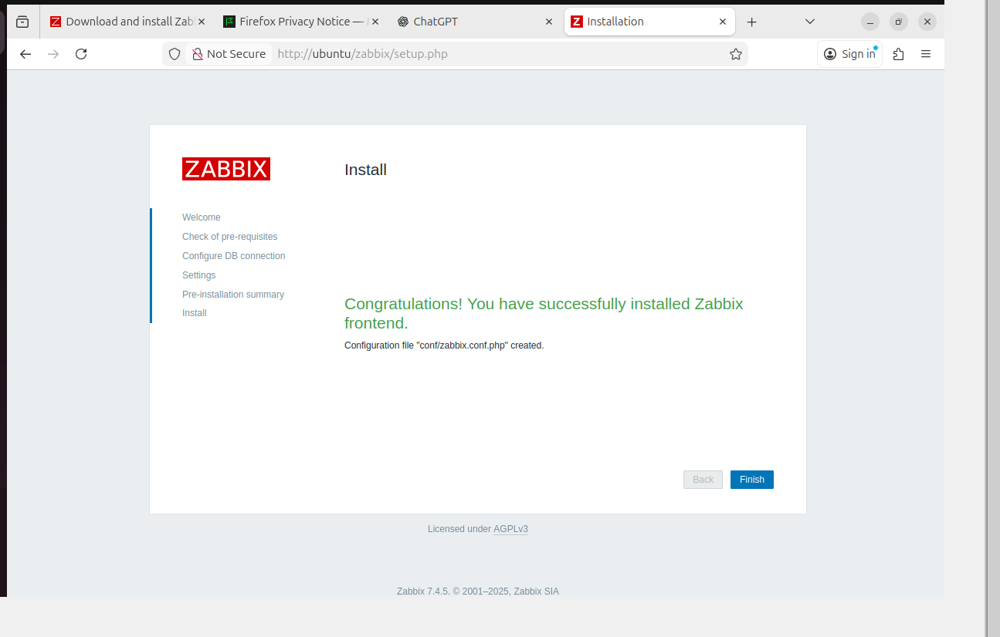 Download and install Zab
Firefox Privacy Notice —
ChatGPT
Installation
Not Secure
http://ubuntu/zabbix/setup.php
Sign in
ZABBIX
Install
Welcome
Check of pre-requisites
Configure DB connection
Settings
Pre-installation summary
Install
Congratulations! You have successfully installed Zabbix
frontend.
Configuration file "conf/zabbix.conf.php" created.
Back
Finish
Licensed under AGPLv3
Zabbix 7.4.5. © 2001–2025, Zabbix SIA